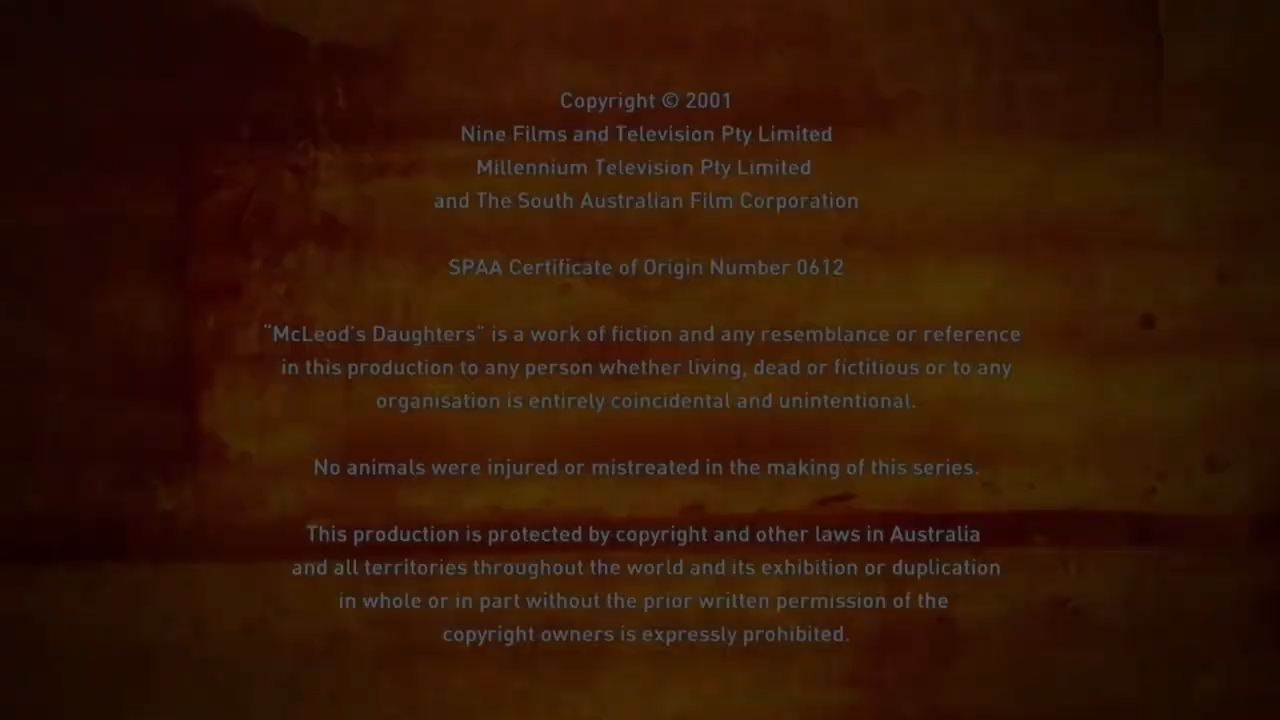 Copyright © 2001
Nine Films and Television Pty Limited
Millennium Television Pty Limited
and The South Australian Film Corporation
SPAA Certificate of Origin Number 0612
"McLeod's Daughters" is a work of fiction and any resemblance or reference
in this production to any person whether living, dead or fictitious or to any
organisation is entirely coincidental and unintentional.
No animals were injured or mistreated in the making of this series.
This production is protected by copyright and other laws in Australia
and all territories throughout the world and its exhibition or duplication
in whole or in part without the prior written permission of the
copyright owners is expressly prohibited.